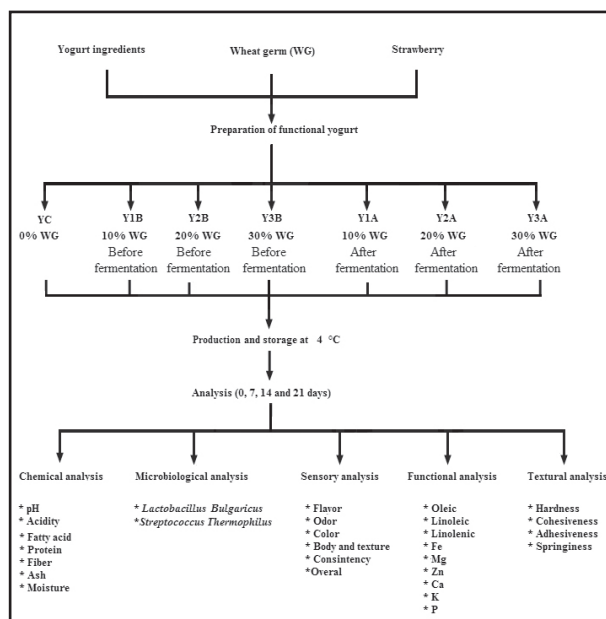 Yogurt ingredients
Wheat germ (WG)
Strawberry
Preparation of functional yogurt
YC
0% WG
Y1B
10% WG
Before
fermentation
Y2B
20% WG
Before
fermentation
Y3B
30% WG
Before
fermentation
Y1A
10% WG
After
fermentation
Y2A
20% WG
After
fermentation
Y3A
30% WG
After
fermentation
Production and storage at 4 °C
Analysis (0, 7, 14 and 21 days)
Chemical analysis
* pH
* Acidity
* Fatty acid
* Protein
* Fiber
* Ash
* Moisture
Microbiological analysis
* Lactobacillus Bulgaricus
*Streptococcus Thermophilus
Sensory analysis
* Flavor
* Odor
* Color
* Body and texture
* Consintency
*Overal
Functional analysis
* Oleic
* Linoleic
* Linolenic
* Fe
* Mg
* Zn
* Ca
* K
* P
Textural analysis
* Hardness
* Cohesiveness
* Adhesiveness
* Springiness